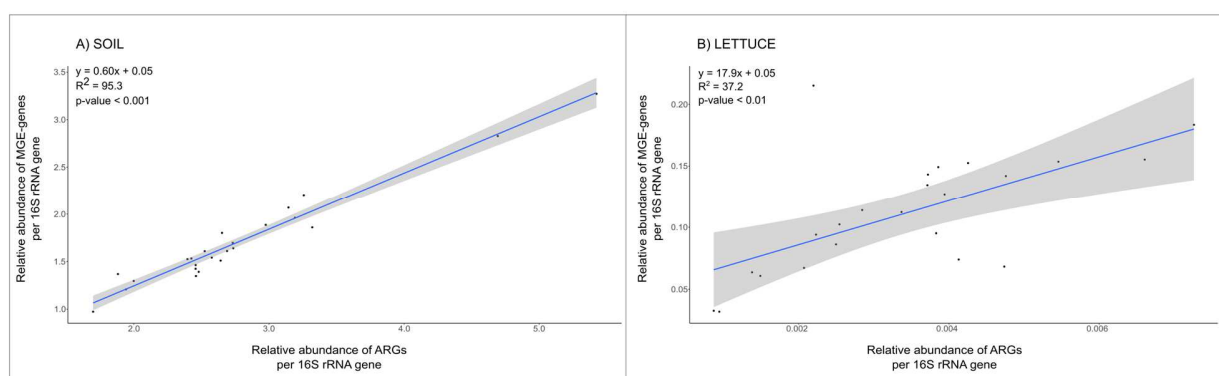 A) SOIL
y = 0.60x + 0.05
R² = 95.3
p-value < 0.001
Relative abundance of MGE-genes
per 16S rRNA gene
3.5
3.0
2.5
2.0
1.5
1.0
2.0
3.0
4.0
5.0
Relative abundance of ARGs
per 16S rRNA gene
B) LETTUCE
y = 17.9x + 0.05
R² = 37.2
p-value < 0.01
Relative abundance of MGE-genes
per 16S rRNA gene
0.20
0.15
0.10
0.05
0.002
0.004
0.006
Relative abundance of ARGs
per 16S rRNA gene